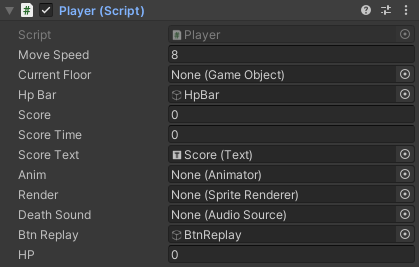 Player (Script)
Script Player
Move Speed 8
Current Floor None (Game Object)
Hp Bar HpBar
Score 0
Score Time 0
Score Text Score (Text)
Anim None (Animator)
Render None (Sprite Renderer)
Death Sound None (Audio Source)
Btn Replay BtnReplay
HP 0